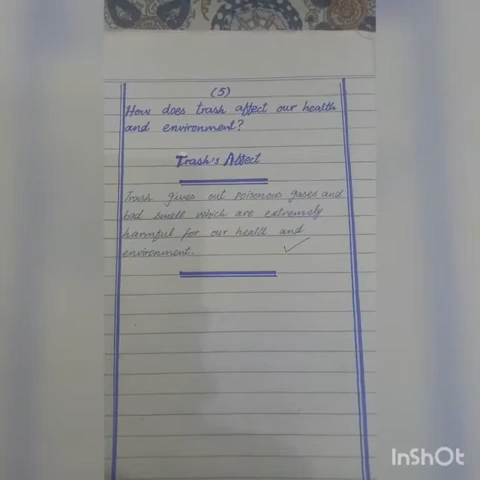 (5)
How does trash affect our health
and environment?
Trash's Affect
Trash gives out poisonous gases and
bad smell which are extremely
harmful for our health and
environment.
InShOt